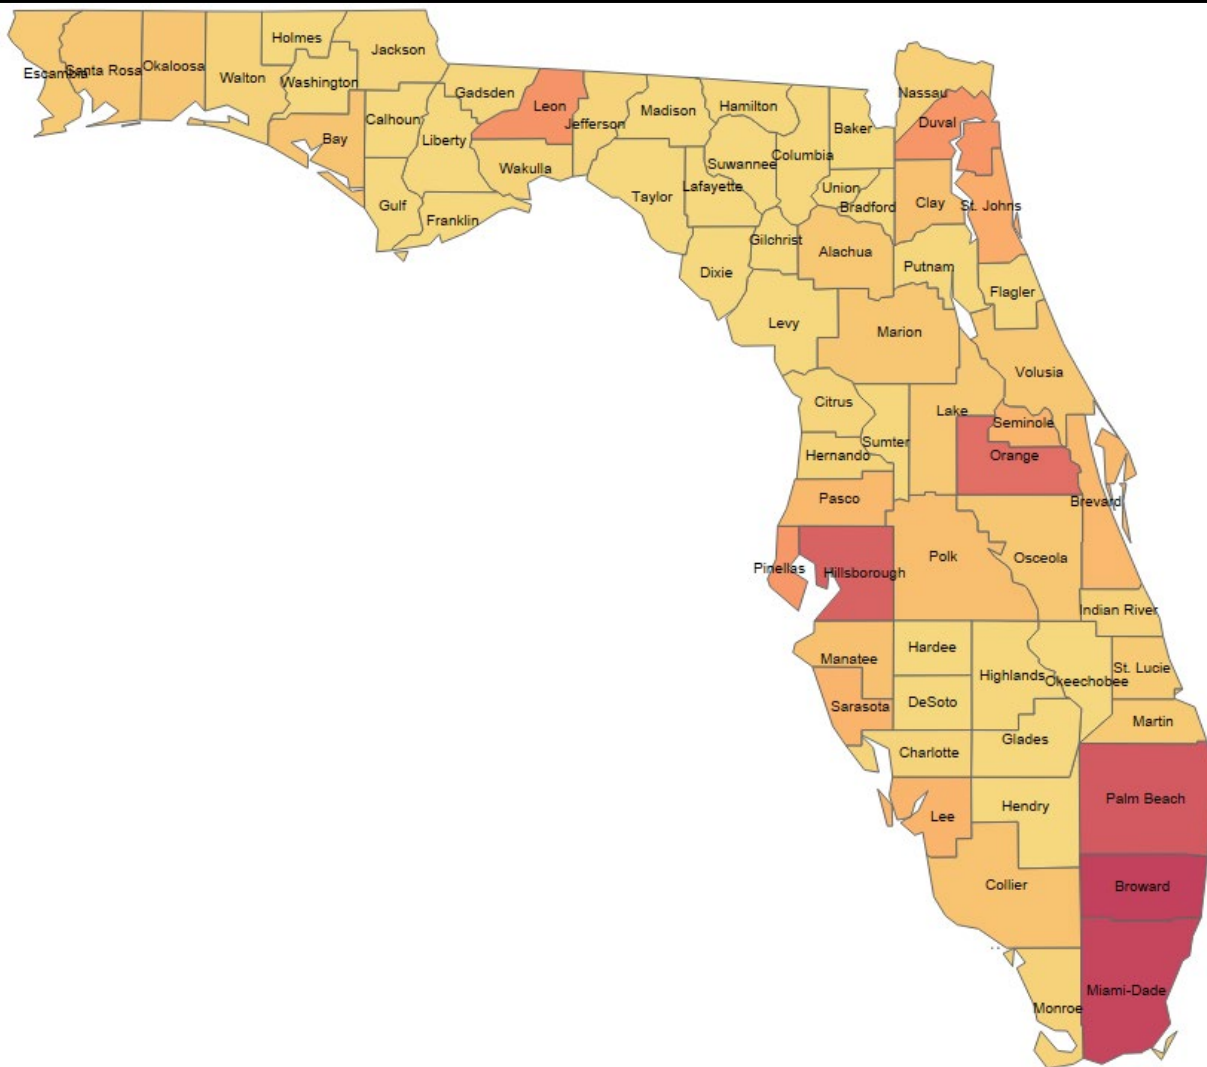 Holmes
Jackson
Escambia
Santa Rosa
Okaloosa
Walton
Washington
Gadsden
Leon
Jefferson
Madison
Hamilton
Nassau
Duval
Calhoun
Bay
Liberty
Wakulla
Suwannee
Columbia
Baker
Taylor
Lafayette
Union
Bradford
Clay
St. Johns
Gulf
Franklin
Gilchrist
Alachua
Dixie
Putnam
Flagler
Levy
Marion
Volusia
Citrus
Lake
Seminole
Sumter
Hernando
Orange
Pasco
Brevard
Pinellas
Hillsborough
Polk
Osceola
Indian River
Manatee
Hardee
Highlands
Okeechobee
St. Lucie
Sarasota
DeSoto
Martin
Charlotte
Glades
Lee
Hendry
Palm Beach
Collier
Broward
Monroe
Miami-Dade